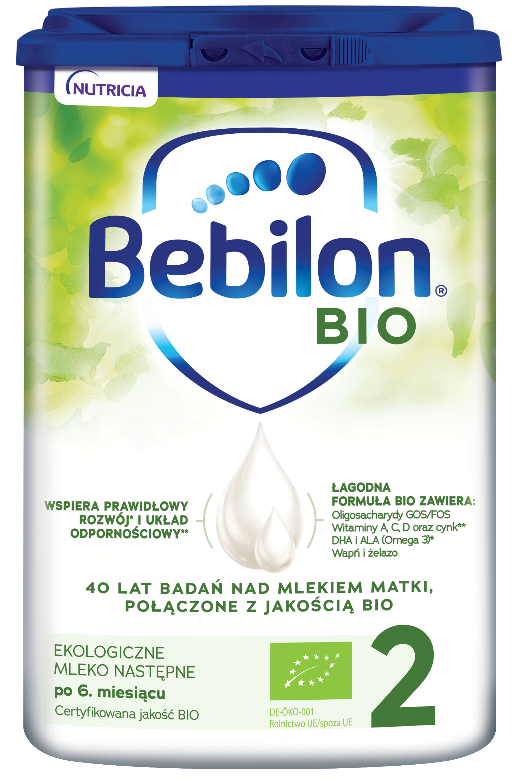 NUTRICIA
Bebilon®
BIO
WSPIERA PRAWIDŁOWY
ROZWÓJ* I UKŁAD
ODPORNOŚCIOWY**
ŁAGODNA
FORMUŁA BIO ZAWIERA:
Oligosacharydy GOS/FOS
Witaminy A, C, D oraz cynk**
DHA i ALA (Omega 3)*
Wapń i żelazo
40 LAT BADAŃ NAD MLEKIEM MATKI,
POŁĄCZONE Z JAKOŚCIĄ BIO
EKOLOGICZNE
MLEKO NASTĘPNE
po 6. miesiącu
Certyfikowana jakość BIO
DE-ÖKO-001
Rolnictwo UE/spoza UE
2